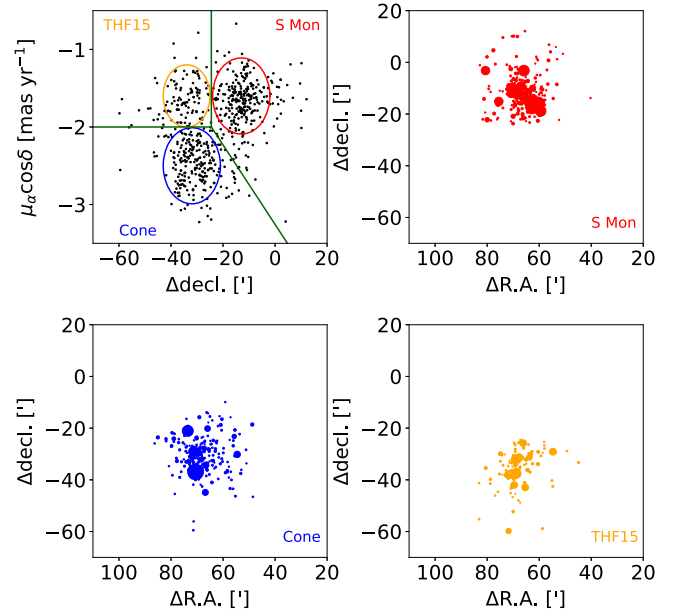 THF15 S Mon
−1
−2
−3
μα cosδ [mas yr−1]
Cone
−60 −40 −20 0 20
Δdecl. [']
20
0
−20
−40
−60
Δdecl. [']
S Mon
100 80 60 40 20
ΔR.A. [']
20
0
−20
−40
−60
Δdecl. [']
Cone
100 80 60 40 20
ΔR.A. [']
20
0
−20
−40
−60
Δdecl. [']
THF15
100 80 60 40 20
ΔR.A. [']